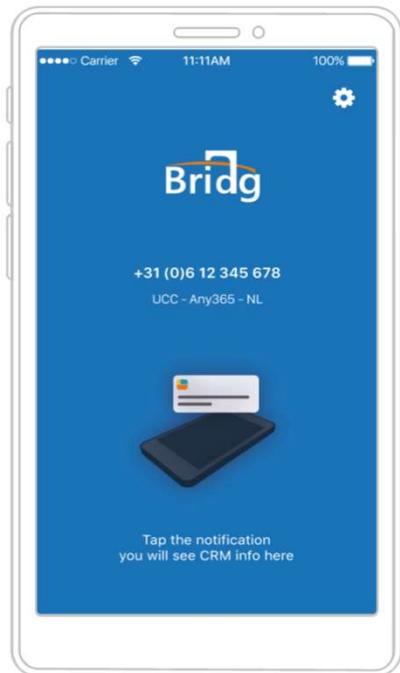 Carrier 11:11AM 100%
Bridg
+31 (0)6 12 345 678
UCC - Any365 - NL
Tap the notification
you will see CRM info here